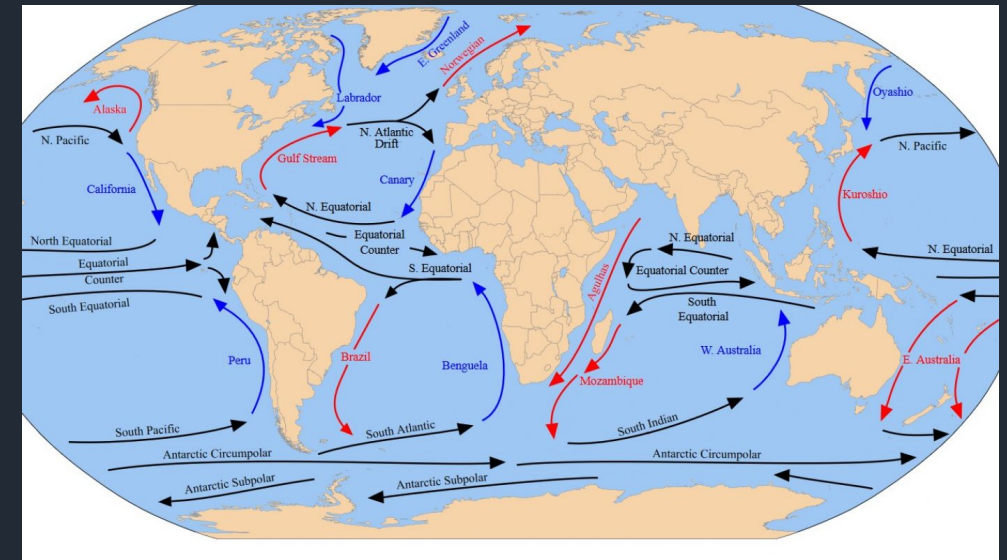 E. Greenland
Norwegian
Labrador
Alaska
Oyashio
N. Pacific
N. Atlantic
Drift
N. Pacific
Gulf Stream
California
Canary
Kuroshio
N. Equatorial
North Equatorial
Equatorial
Counter
N. Equatorial
N. Equatorial
Equatorial
Counter
S. Equatorial
Equatorial Counter
South Equatorial
Agulhas
South
Equatorial
Peru
Brazil
Benguela
W. Australia
E. Australia
Mozambique
South Pacific
South Atlantic
South Indian
Antarctic Circumpolar
Antarctic Circumpolar
Antarctic Subpolar
Antarctic Subpolar